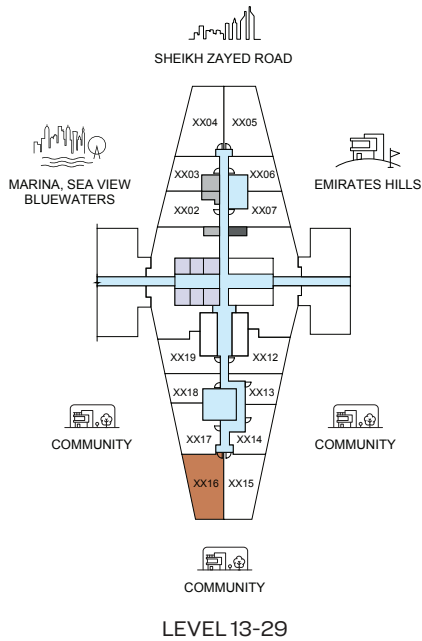 SHEIKH ZAYED ROAD
XX04 XX05
MARINA, SEA VIEW
BLUEWATERS
EMIRATES HILLS
XX03 XX06
XX02 XX07
XX19 XX12
XX18 XX13
XX17 XX14
COMMUNITY
COMMUNITY
XX16 XX15
COMMUNITY
LEVEL 13-29